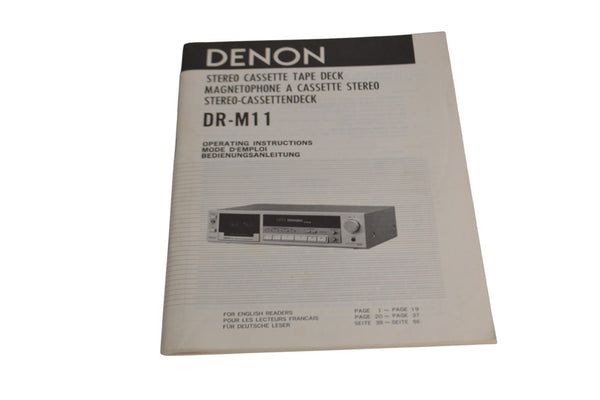 DENON
STEREO CASSETTE TAPE DECK
MAGNETOPHONE A CASSETTE STEREO
STEREO-CASSETTENDECK
DR-M11
OPERATING INSTRUCTIONS
MODE D'EMPLOI
BEDIENUNGSANLEITUNG
FOR ENGLISH READERS PAGE 1 ~ PAGE 19
POUR LES LECTEURS FRANCAIS PAGE 20 ~ PAGE 37
FÜR DEUTSCHE LESER SEITE 38 ~ SEITE 56